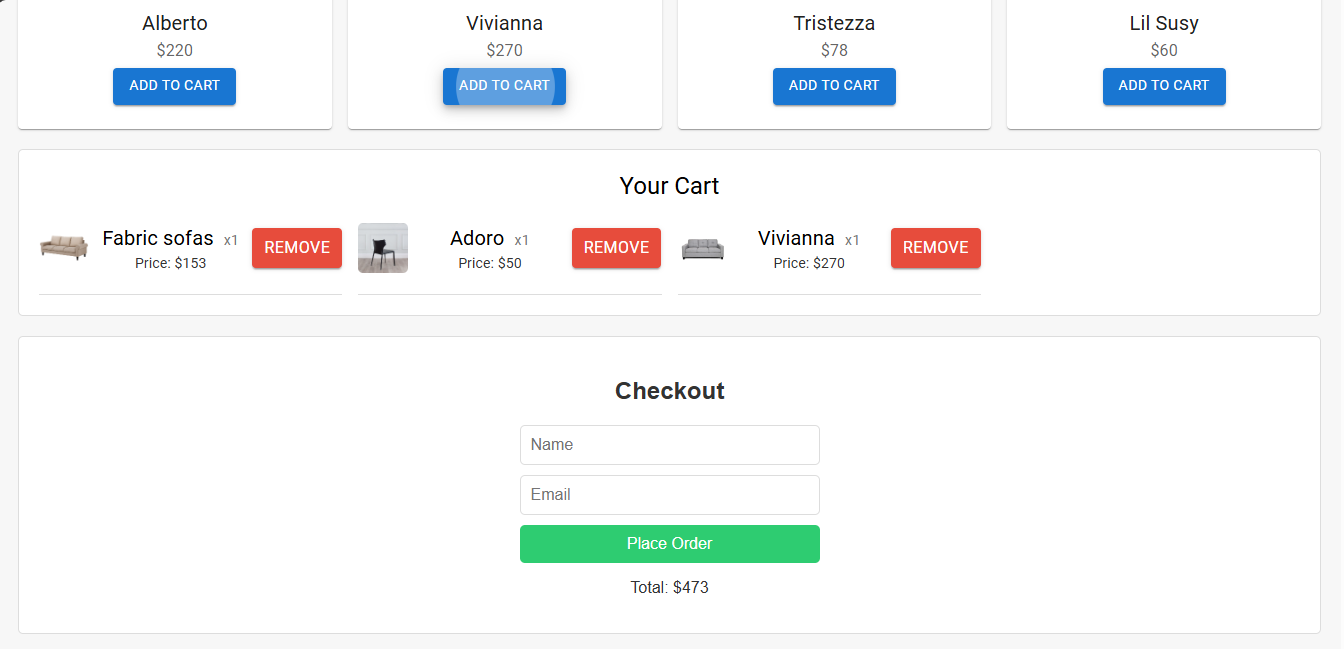 Alberto Vivianna Tristezza Lil Susy
$220 $270 $78 $60
ADD TO CART ADD TO CART ADD TO CART ADD TO CART
Your Cart
Fabric sofas x1 REMOVE Adoro x1 REMOVE Vivianna x1 REMOVE
Price: $153 Price: $50 Price: $270
Checkout
Name
Email
Place Order
Total: $473